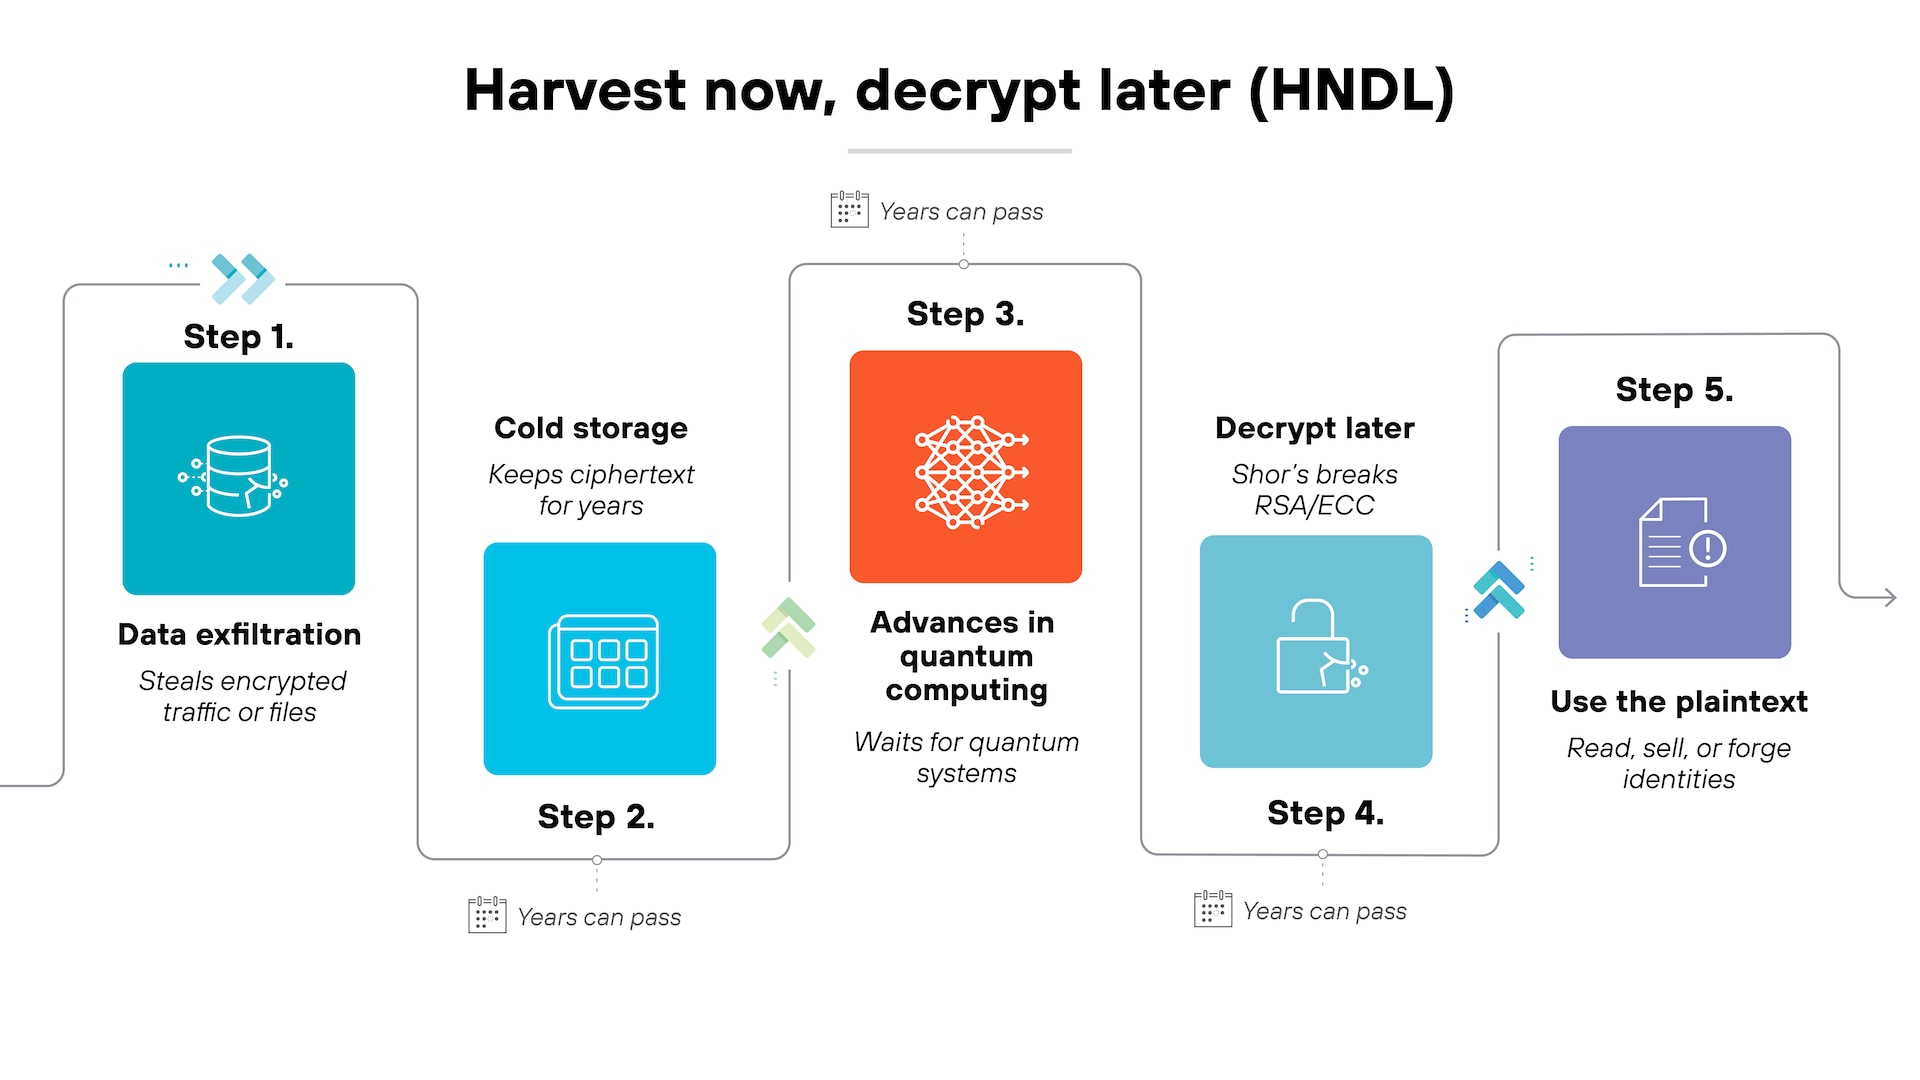 Harvest now, decrypt later (HNDL)
Step 1.
Data exfiltration
Steals encrypted
traffic or files
Cold storage
Keeps ciphertext
for years
Step 2.
Years can pass
Years can pass
Step 3.
Advances in
quantum
computing
Waits for quantum
systems
Decrypt later
Shor's breaks
RSA/ECC
Step 4.
Years can pass
Step 5.
Use the plaintext
Read, sell, or forge
identities